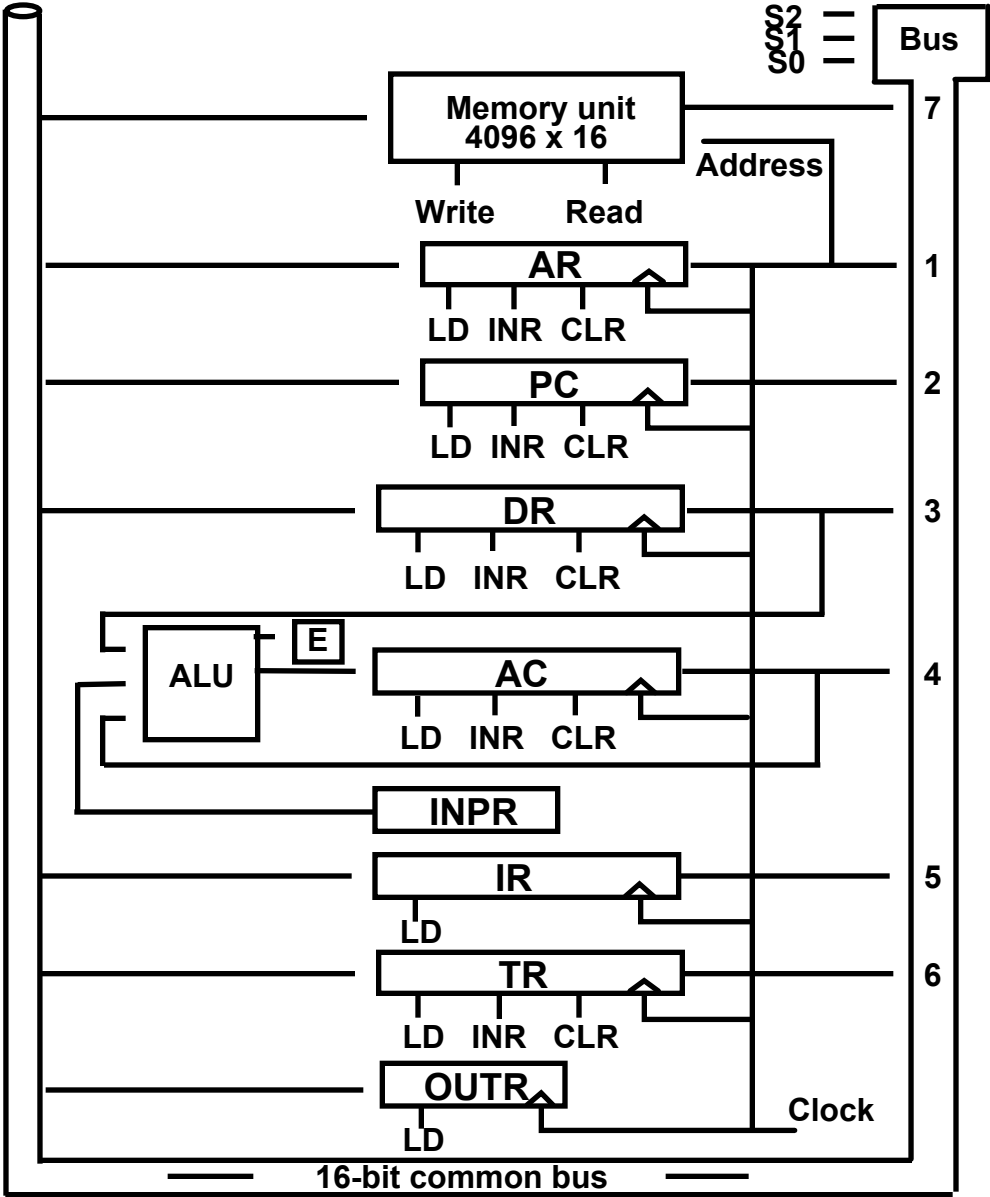 S2
S1
S0
Bus
Memory unit
4096 x 16
7
Address
Write Read
AR
1
LD INR CLR
PC
2
LD INR CLR
DR
3
LD INR CLR
E
ALU
AC
4
LD INR CLR
INPR
IR
5
LD
TR
6
LD INR CLR
OUTR
Clock
LD
16-bit common bus